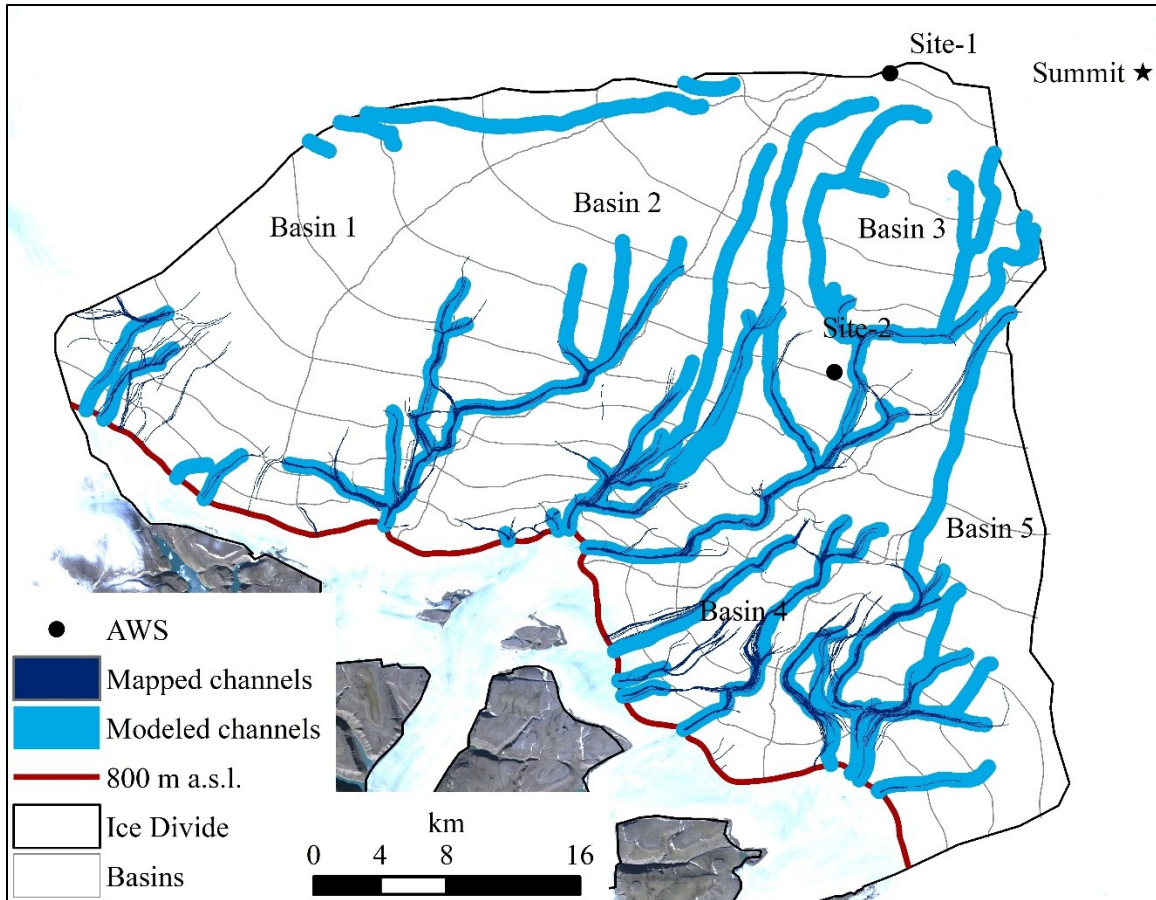 Site-1
Summit
Basin 2
Basin 1
Basin 3
Site-2
Basin 5
Basin 4
AWS
Mapped channels
Modeled channels
800 m a.s.l.
Ice Divide
Basins
km
0 4 8 16